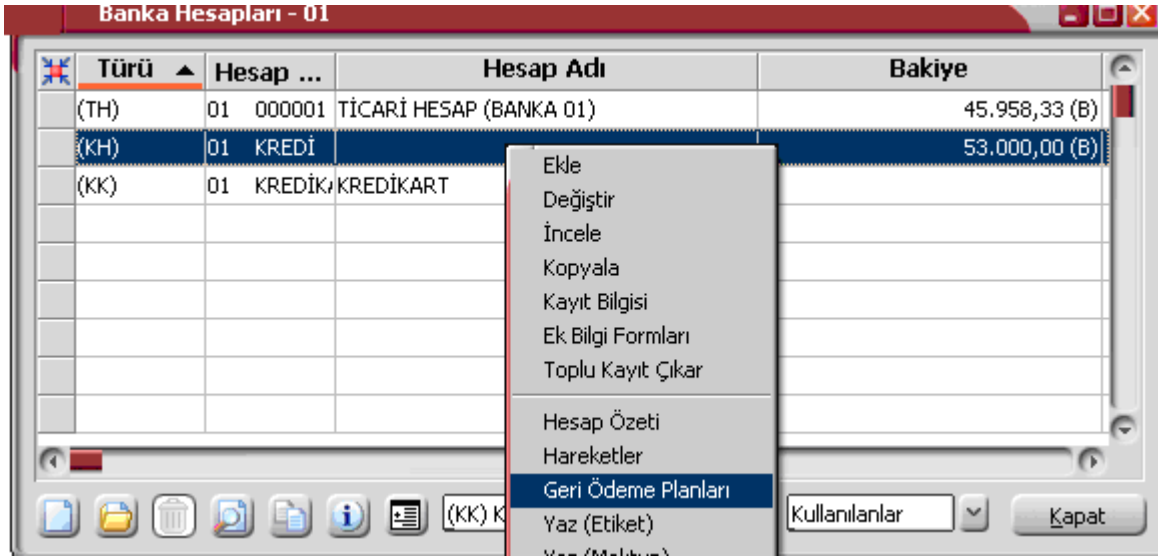 Banka Hesapları - 01
Türü Hesap ... Hesap Adı Bakiye
(TH) 01 000001 TİCARİ HESAP (BANKA 01) 45.958,33 (B)
(KH) 01 KREDİ 53.000,00 (B)
(KK) 01 KREDİK KREDİKART
Ekle
Değiştir
İncele
Kopyala
Kayıt Bilgisi
Ek Bilgi Formları
Toplu Kayıt Çıkar
Hesap Özeti
Hareketler
Geri Ödeme Planları
(KK) K Kullanılanlar Kapat
Yaz (Etiket)